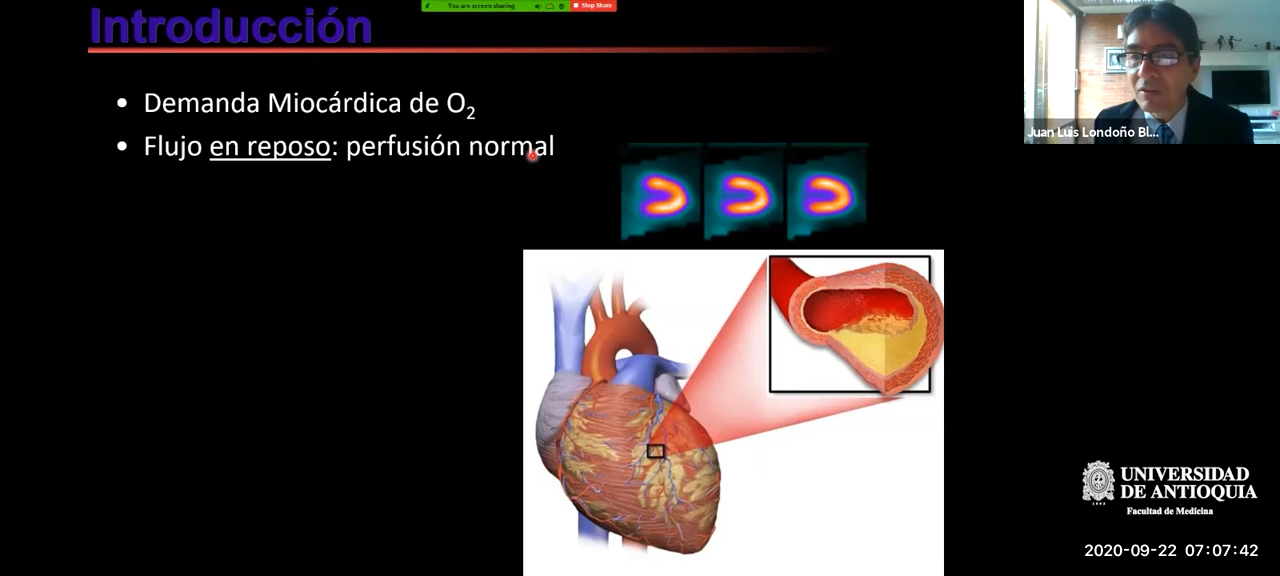 Introducción
You are screen sharing
Stop Share
• Demanda Miocárdica de O₂
• Flujo en reposo: perfusión normal
Juan Luis Londoño Bl...
UNIVERSIDAD
DE ANTIOQUIA
1803
Facultad de Medicina
2020-09-22 07:07:42